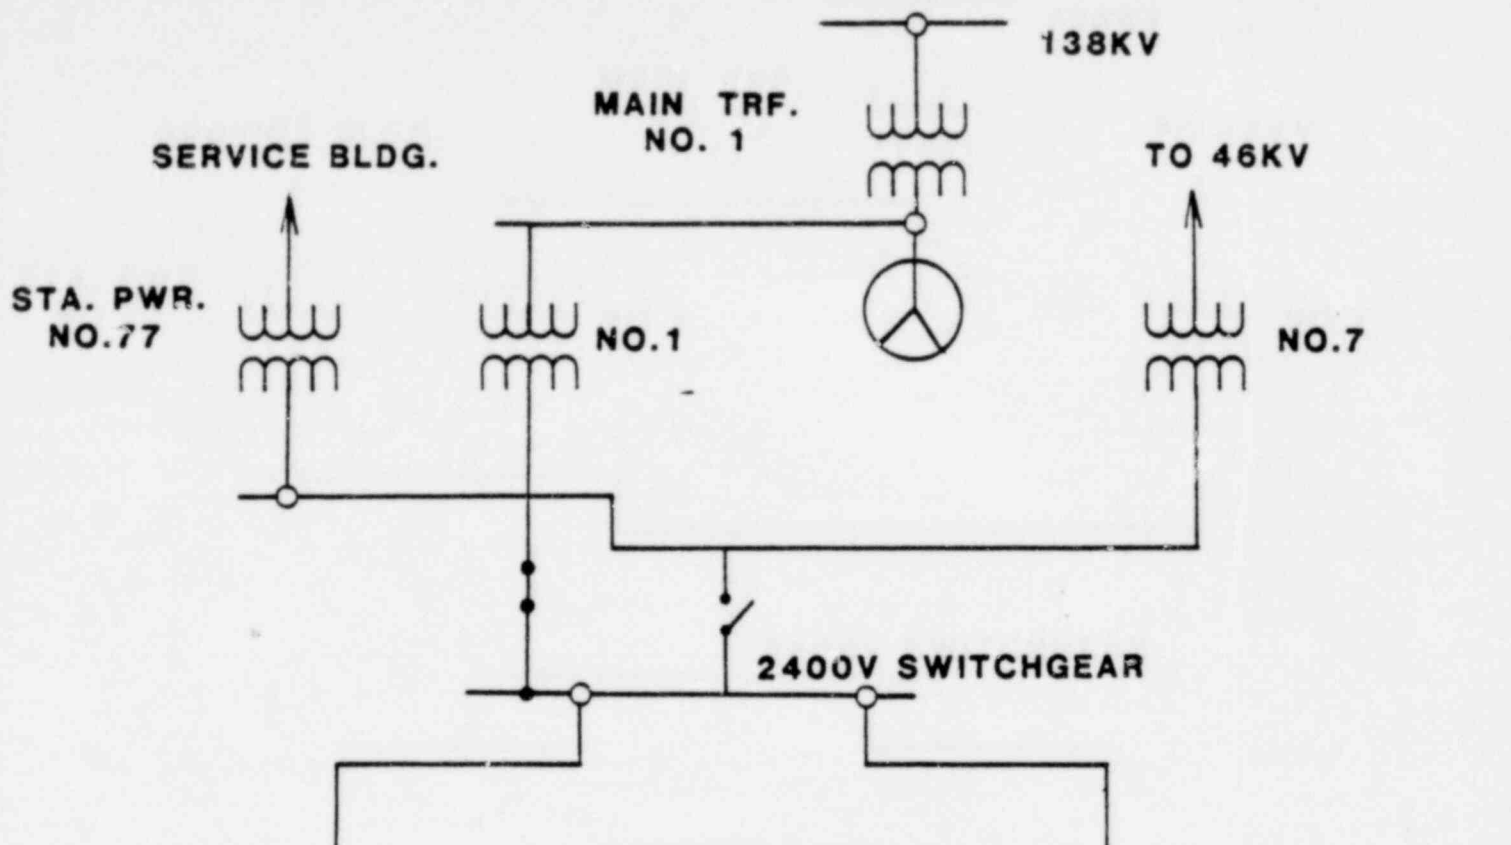 138KV
MAIN TRF.
NO. 1
SERVICE BLDG.
TO 46KV
STA. PWR.
NO.77
NO.1
NO.7
2400V SWITCHGEAR